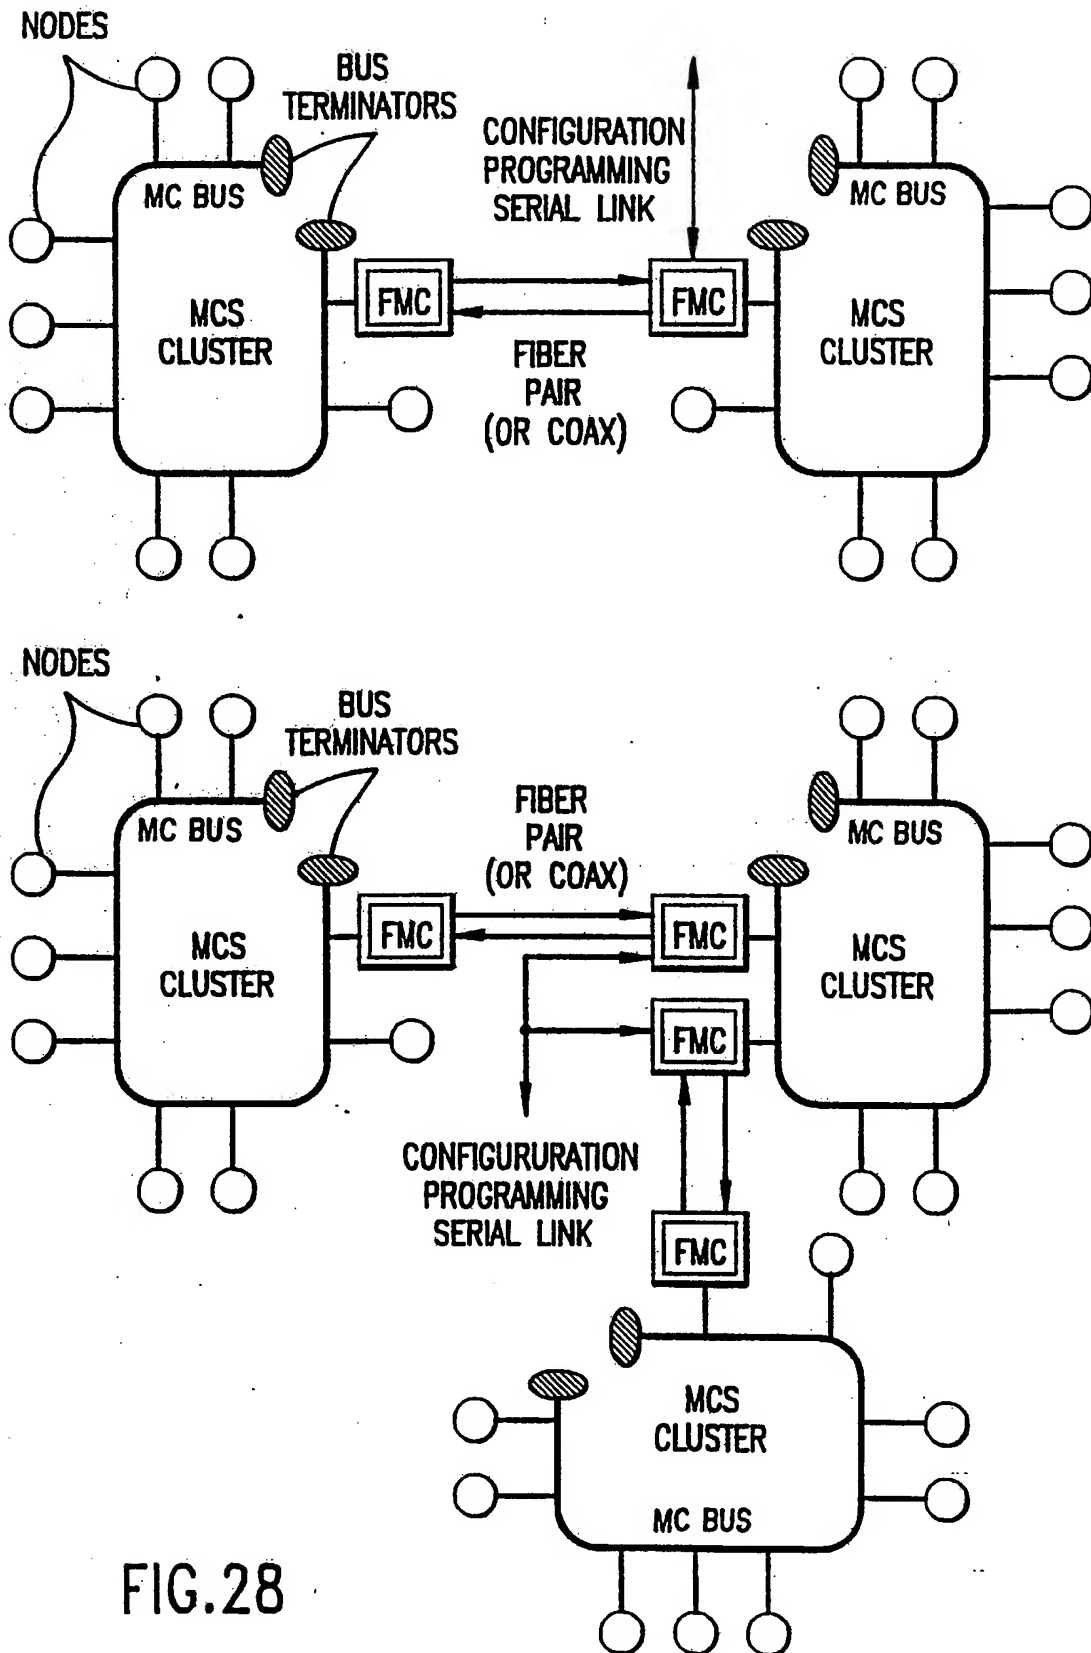 NODES
BUS
TERMINATORS
CONFIGURATION
PROGRAMMING
SERIAL LINK
MC BUS
MC BUS
MCS
CLUSTER
FMC
FMC
MCS
CLUSTER
FIBER
PAIR
(OR COAX)
NODES
BUS
TERMINATORS
FIBER
PAIR
(OR COAX)
MC BUS
MC BUS
MCS
CLUSTER
FMC
FMC
MCS
CLUSTER
FMC
CONFIGURURATION
PROGRAMMING
SERIAL LINK
FMC
MCS
CLUSTER
MC BUS
FIG.28